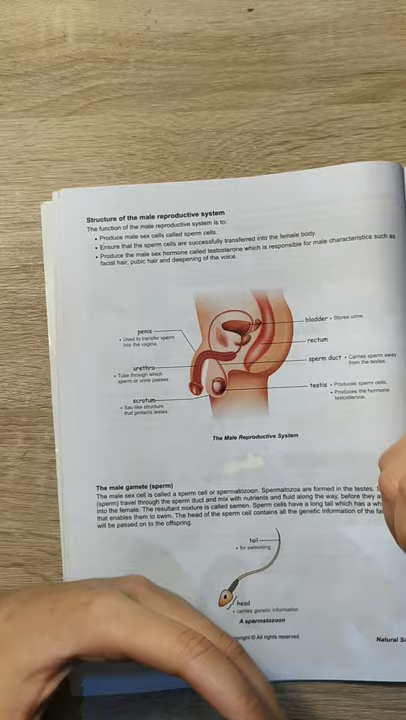 Structure of the male reproductive system
The function of the male reproductive system is to:
• Produce male sex cells called sperm cells.
• Ensure that the sperm cells are successfully transferred into the female body.
• Produce the male sex hormone called testosterone which is responsible for male characteristics such as
facial hair, pubic hair and deepening of the voice.
penis
• Used to transfer sperm
into the vagina.
urethra
• Tube through which
sperm or urine passes.
scrotum
• Sac-like structure
that protects testes.
bladder • Stores urine.
rectum
sperm duct • Carries sperm away
from the testes.
testis • Produces sperm cells.
• Produces the hormone
testosterone.
The Male Reproductive System
The male gamete (sperm)
The male sex cell is called a sperm cell or spermatozoon. Spermatozoa are formed in the testes.
(sperm) travel through the sperm duct and mix with nutrients and fluid along the way, before they
into the female. The resultant mixture is called semen. Sperm cells have a long tail which has a
that enables them to swim. The head of the sperm cell contains all the genetic information of the
will be passed on to the offspring.
tail
• for swimming
head
• carries genetic information
A spermatozoon
© All rights reserved
Natural